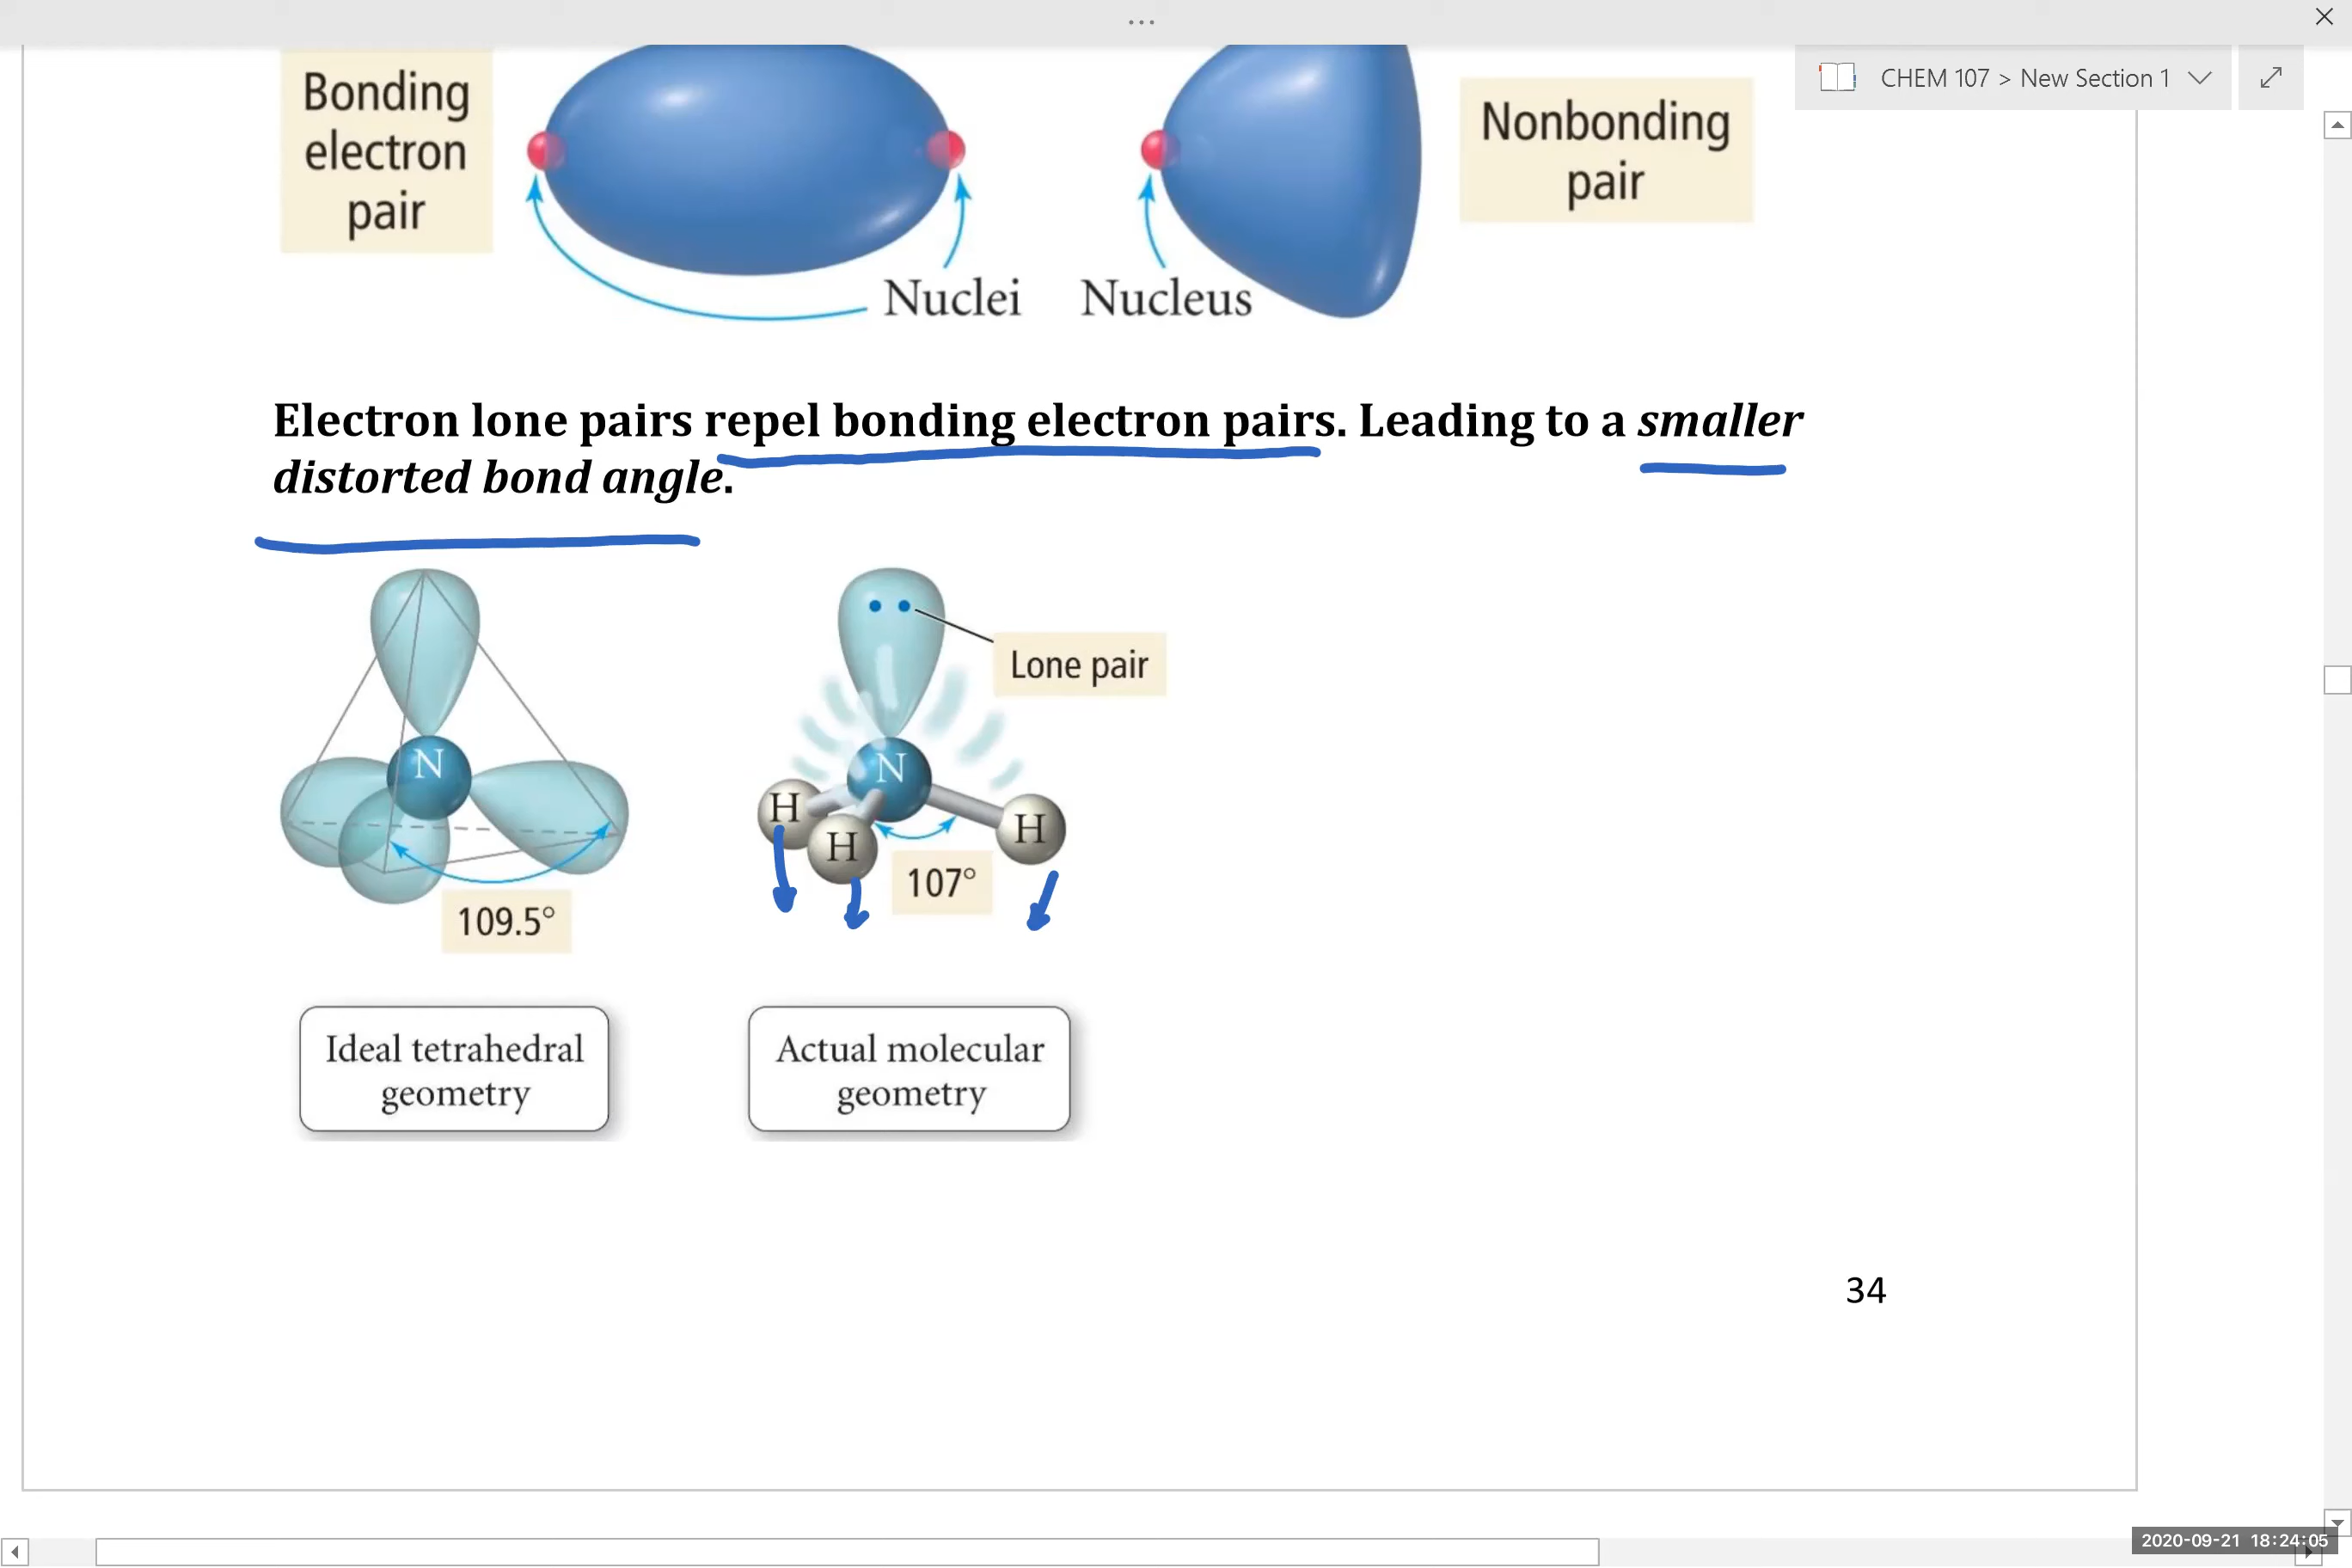 ...
CHEM 107 > New Section 1
Bonding
electron
pair
Nonbonding
pair
Nuclei
Nucleus
Electron lone pairs repel bonding electron pairs. Leading to a smaller
distorted bond angle.
Lone pair
N
N
H
H
H
107°
109.5°
Ideal tetrahedral
geometry
Actual molecular
geometry
34
2020-09-21 18:24:05